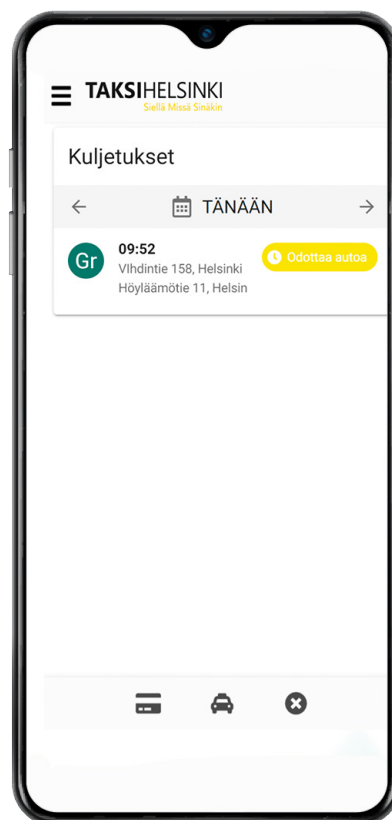 TAKSIHELSINKI
Siellä Missä Sinäkin
Kuljetukset
TÄNÄÄN
Gr
09:52
Odottaa autoa
VIhdintie 158, Helsinki
Höyläämötie 11, Helsin